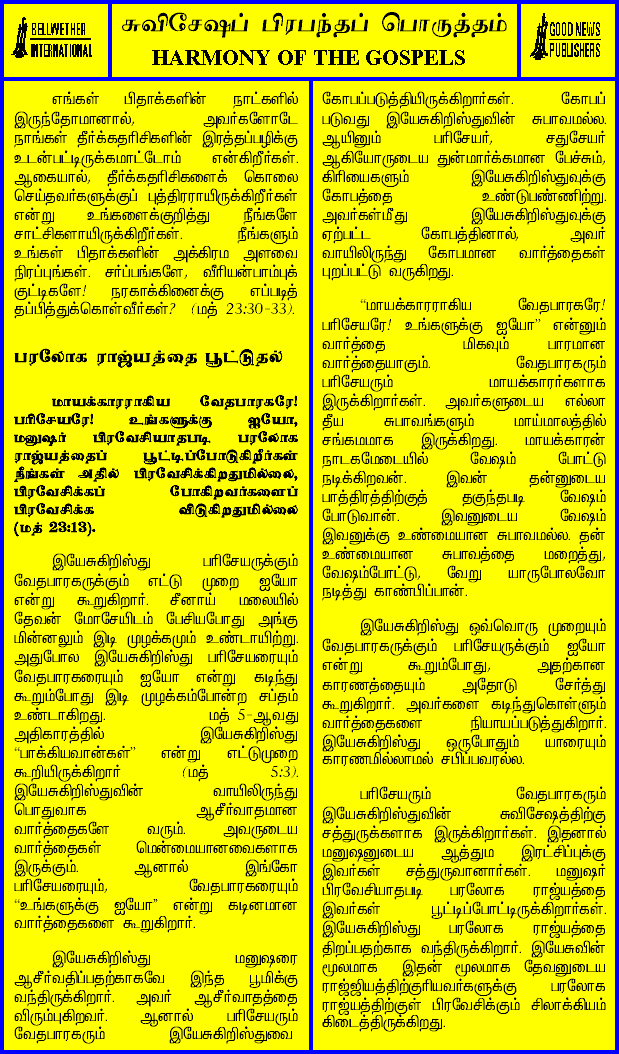 BELLWETHER
INTERNATIONAL
சுவிசேஷப் பிரபந்தப் பொருத்தம்
HARMONY OF THE GOSPELS
GOOD NEWS
PUBLISHERS
எங்கள் பிதாக்களின் நாட்களில்
இருந்தோமானால், அவர்களோடே
நாங்கள் தீர்க்கதரிசிகளின் இரத்தப்பழிக்கு
உடன்பட்டிருக்கமாட்டோம் என்கிறீர்கள்.
ஆகையால், தீர்க்கதரிசிகளைக் கொலை
செய்தவர்களுக்குப் புத்திரராயிருக்கிறீர்கள்
என்று உங்களைக்குறித்து நீங்களே
சாட்சிகளாயிருக்கிறீர்கள். நீங்களும்
உங்கள் பிதாக்களின் அக்கிரம அளவை
நிரப்புங்கள். சர்ப்பங்களே, விரியன்பாம்புக்
குட்டிகளே! நரகாக்கினைக்கு எப்படித்
தப்பித்துக்கொள்வீர்கள்? (மத் 23:30-33).
பரலோக ராஜ்யத்தை பூட்டுதல்
மாயக்காரராகிய வேதபாரகரே!
பரிசேயரே! உங்களுக்கு ஐயோ,
மனுஷர் பிரவேசியாதபடி பரலோக
ராஜ்யத்தைப் பூட்டிப்போடுகிறீர்கள்
நீங்கள் அதில் பிரவேசிக்கிறதுமில்லை,
பிரவேசிக்கப் போகிறவர்களைப்
பிரவேசிக்க விடுகிறதுமில்லை
(மத் 23:13).
இயேசுகிறிஸ்து பரிசேயருக்கும்
வேதபாரகருக்கும் எட்டு முறை ஐயோ
என்று கூறுகிறார். சீனாய் மலையில்
தேவன் மோசேயிடம் பேசியபோது அங்கு
மின்னலும் இடி முழக்கமும் உண்டாயிற்று.
அதுபோல இயேசுகிறிஸ்து பரிசேயரையும்
வேதபாரகரையும் ஐயோ என்று கடிந்து
கூறும்போது இடி முழக்கம்போன்ற சப்தம்
உண்டாகிறது. மத் 5-ஆவது
அதிகாரத்தில் இயேசுகிறிஸ்து
“பாக்கியவான்கள்” என்று எட்டுமுறை
கூறியிருக்கிறார் (மத் 5:3).
இயேசுகிறிஸ்துவின் வாயிலிருந்து
பொதுவாக ஆசீர்வாதமான
வார்த்தைகளே வரும். அவருடைய
வார்த்தைகள் மென்மையானவைகளாக
இருக்கும். ஆனால் இங்கோ
பரிசேயரையும், வேதபாரகரையும்
“உங்களுக்கு ஐயோ” என்று கடினமான
வார்த்தைகளை கூறுகிறார்.
இயேசுகிறிஸ்து மனுஷரை
ஆசீர்வதிப்பதற்காகவே இந்த பூமிக்கு
வந்திருக்கிறார். அவர் ஆசீர்வாதத்தை
விரும்புகிறவர். ஆனால் பரிசேயரும்
வேதபாரகரும் இயேசுகிறிஸ்துவை
கோபப்படுத்தியிருக்கிறார்கள். கோபப்
படுவது இயேசுகிறிஸ்துவின் சுபாவமல்ல.
ஆயினும் பரிசேயர், சதுசேயர்
ஆகியோருடைய துன்மார்க்கமான பேச்சும்,
கிரியைகளும் இயேசுகிறிஸ்துவுக்கு
கோபத்தை உண்டுபண்ணிற்று.
அவர்கள்மீது இயேசுகிறிஸ்துவுக்கு
ஏற்பட்ட கோபத்தினால், அவர்
வாயிலிருந்து கோபமான வார்த்தைகள்
புறப்பட்டு வருகிறது.
“மாயக்காரராகிய வேதபாரகரே!
பரிசேயரே! உங்களுக்கு ஐயோ” என்னும்
வார்த்தை மிகவும் பாரமான
வார்த்தையாகும். வேதபாரகரும்
பரிசேயரும் மாயக்காரர்களாக
இருக்கிறார்கள். அவர்களுடைய எல்லா
தீய சுபாவங்களும் மாய்மாலத்தில்
சங்கமமாக இருக்கிறது. மாயக்காரன்
நாடகமேடையில் வேஷம் போட்டு
நடிக்கிறவன். இவன் தன்னுடைய
பாத்திரத்திற்குத் தகுந்தபடி வேஷம்
போடுவான். இவனுடைய வேஷம்
இவனுக்கு உண்மையான சுபாவமல்ல. தன்
உண்மையான சுபாவத்தை மறைத்து,
வேஷம்போட்டு, வேறு யாருபோலவோ
நடித்து காண்பிப்பான்.
இயேசுகிறிஸ்து ஒவ்வொரு முறையும்
வேதபாரகருக்கும் பரிசேயருக்கும் ஐயோ
என்று கூறும்போது, அதற்கான
காரணத்தையும் அதோடு சேர்த்து
கூறுகிறார். அவர்களை கடிந்துகொள்ளும்
வார்த்தைகளை நியாயப்படுத்துகிறார்.
இயேசுகிறிஸ்து ஒருபோதும் யாரையும்
காரணமில்லாமல் சபிப்பவரல்ல.
பரிசேயரும் வேதபாரகரும்
இயேசுகிறிஸ்துவின் சுவிசேஷத்திற்கு
சத்துருக்களாக இருக்கிறார்கள். இதனால்
மனுஷனுடைய ஆத்தும இரட்சிப்புக்கு
இவர்கள் சத்துருவானார்கள். மனுஷர்
பிரவேசியாதபடி பரலோக ராஜ்யத்தை
இவர்கள் பூட்டிப்போட்டிருக்கிறார்கள்.
இயேசுகிறிஸ்து பரலோக ராஜ்யத்தை
திறப்பதற்காக வந்திருக்கிறார். இயேசுவின்
மூலமாக இதன் மூலமாக தேவனுடைய
ராஜ்ஜியத்திற்குரியவர்களுக்கு பரலோக
ராஜ்யத்திற்குள் பிரவேசிக்கும் சிலாக்கியம்
கிடைத்திருக்கிறது.